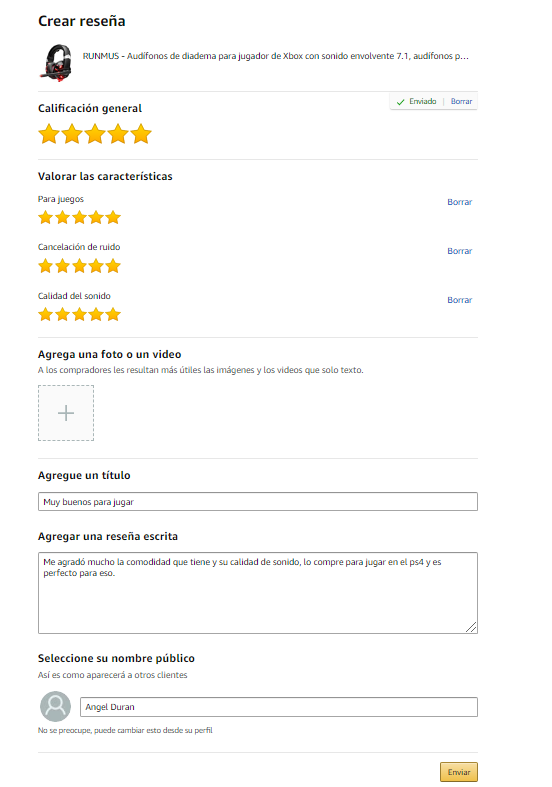 Crear reseña
RUNMUS - Audífonos de diadema para jugador de Xbox con sonido envolvente 7.1, audífonos p...
Enviado | Borrar
Calificación general
Valorar las características
Para juegos
Borrar
Cancelación de ruido
Borrar
Calidad del sonido
Borrar
Agrega una foto o un video
A los compradores les resultan más útiles las imágenes y los videos que solo texto.
Agregue un título
Muy buenos para jugar
Agregar una reseña escrita
Me agradó mucho la comodidad que tiene y su calidad de sonido, lo compre para jugar en el ps4 y es
perfecto para eso.
Seleccione su nombre público
Así es como aparecerá a otros clientes
Angel Duran
No se preocupe, puede cambiar esto desde su perfil
Enviar